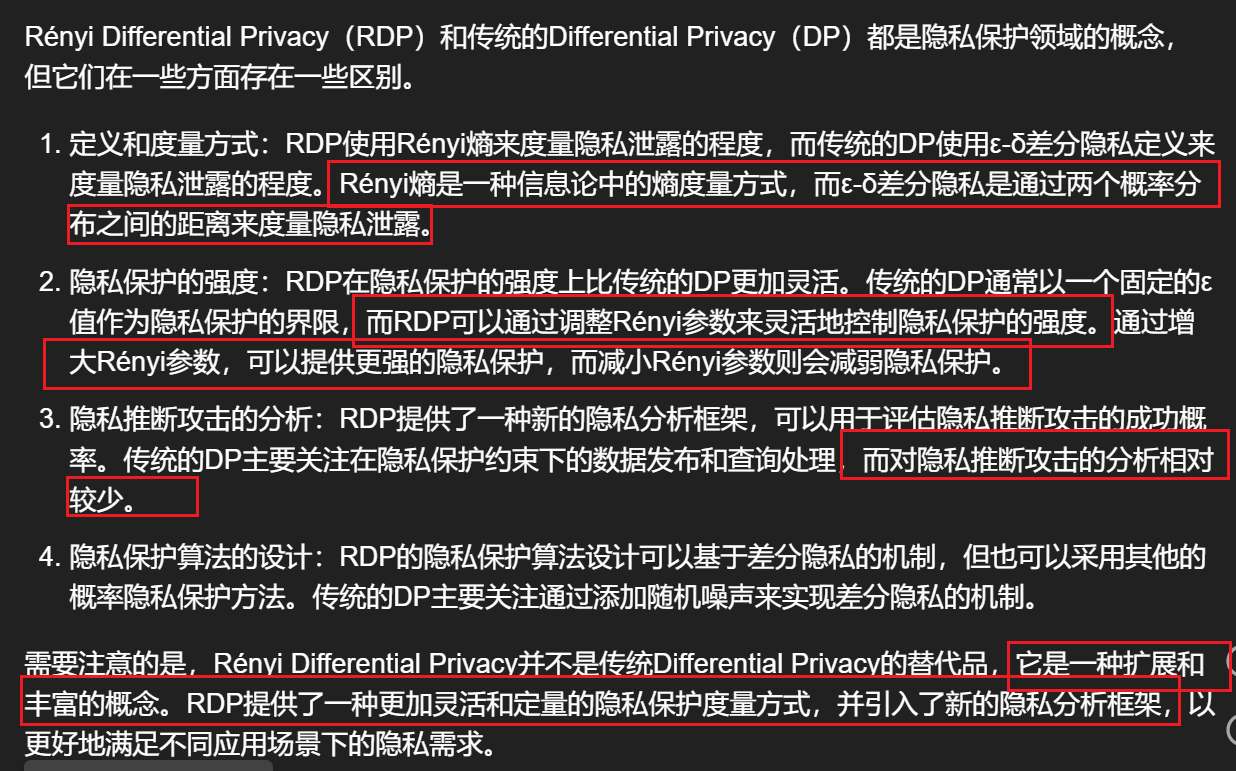 Rényi Differential Privacy（RDP）和传统的Differential Privacy（DP）都是隐私保护领域的概念，
但它们在一些方面存在一些区别。
1. 定义和度量方式：RDP使用Rényi熵来度量隐私泄露的程度，而传统的DP使用ε-δ差分隐私定义来
度量隐私泄露的程度。Rényi熵是一种信息论中的熵度量方式，而ε-δ差分隐私是通过两个概率分
布之间的距离来度量隐私泄露。
2. 隐私保护的强度：RDP在隐私保护的强度上比传统的DP更加灵活。传统的DP通常以一个固定的ε
值作为隐私保护的界限，而RDP可以通过调整Rényi参数来灵活地控制隐私保护的强度。通过增
大Rényi参数，可以提供更强的隐私保护，而减小Rényi参数则会减弱隐私保护。
3. 隐私推断攻击的分析：RDP提供了一种新的隐私分析框架，可以用于评估隐私推断攻击的成功概
率。传统的DP主要关注在隐私保护约束下的数据发布和查询处理，而对隐私推断攻击的分析相对
较少。
4. 隐私保护算法的设计：RDP的隐私保护算法设计可以基于差分隐私的机制，但也可以采用其他的
概率隐私保护方法。传统的DP主要关注通过添加随机噪声来实现差分隐私的机制。
需要注意的是，Rényi Differential Privacy并不是传统Differential Privacy的替代品，它是一种扩展和
丰富的概念。RDP提供了一种更加灵活和定量的隐私保护度量方式，并引入了新的隐私分析框架，以
更好地满足不同应用场景下的隐私需求。